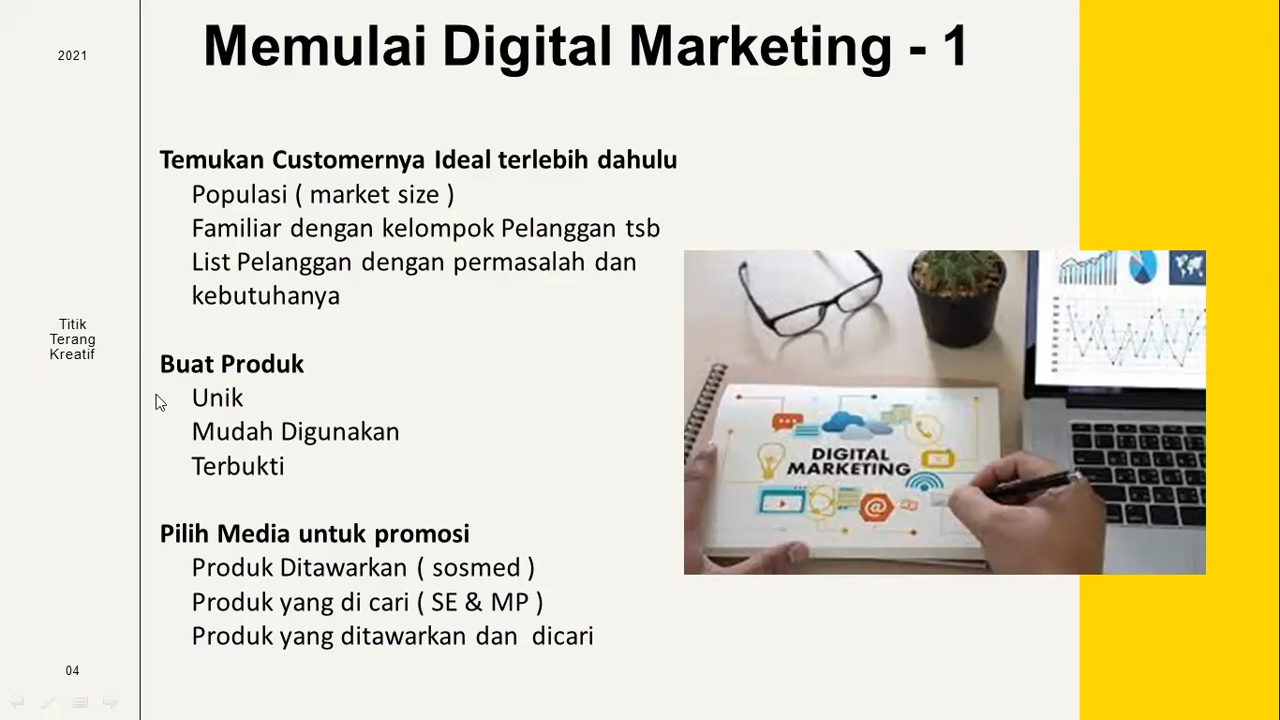 2021
Memulai Digital Marketing - 1
Temukan Customernya Ideal terlebih dahulu
Populasi ( market size )
Familiar dengan kelompok Pelanggan tsb
List Pelanggan dengan permasalah dan
kebutuhanya
Titik
Terang
Kreatif
Buat Produk
Unik
Mudah Digunakan
Terbukti
DIGITAL
MARKETING
@
Pilih Media untuk promosi
Produk Ditawarkan ( sosmed )
Produk yang di cari ( SE & MP )
Produk yang ditawarkan dan dicari
04